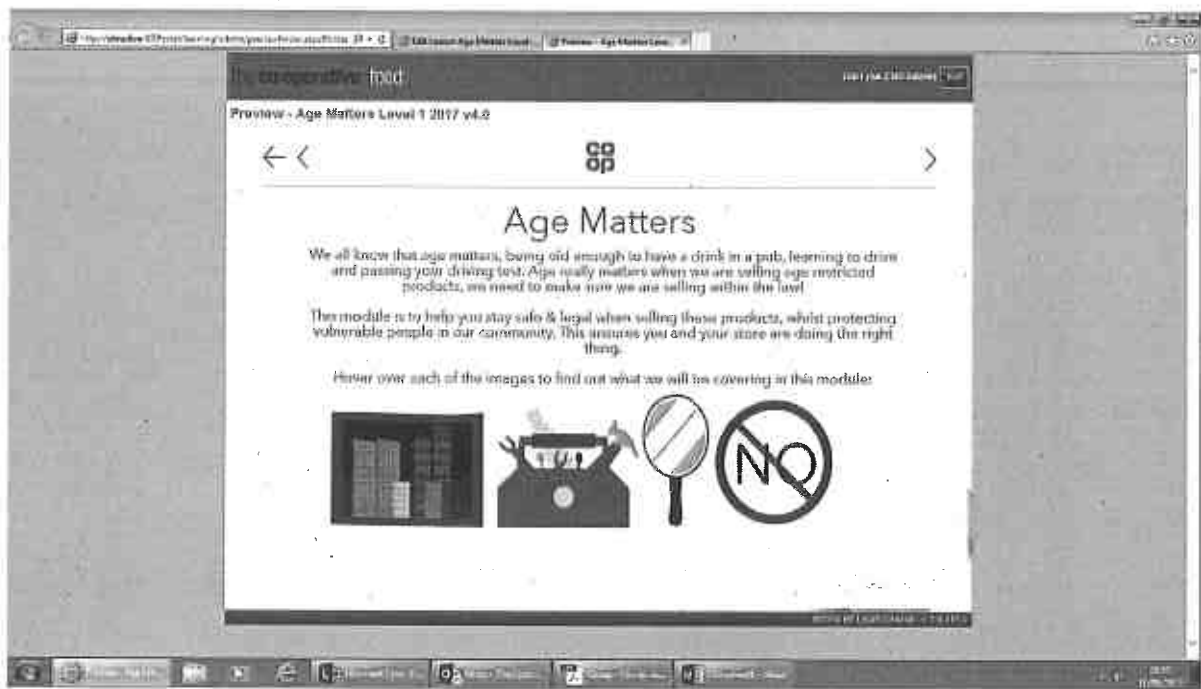 the co-operative food
Preview - Age Matters Level 1 2017 v4.0
co
op
Age Matters
We all know that age matters, being old enough to have a drink in a pub, learning to drive
and passing your driving test. Age really matters when we are selling age restricted
products, we need to make sure we are selling within the law!
This module is to help you stay safe & legal when selling these products, whilst protecting
vulnerable people in our community. This ensures you and your store are doing the right
thing.
Hover over each of the images to find out what we will be covering in this module:
NO